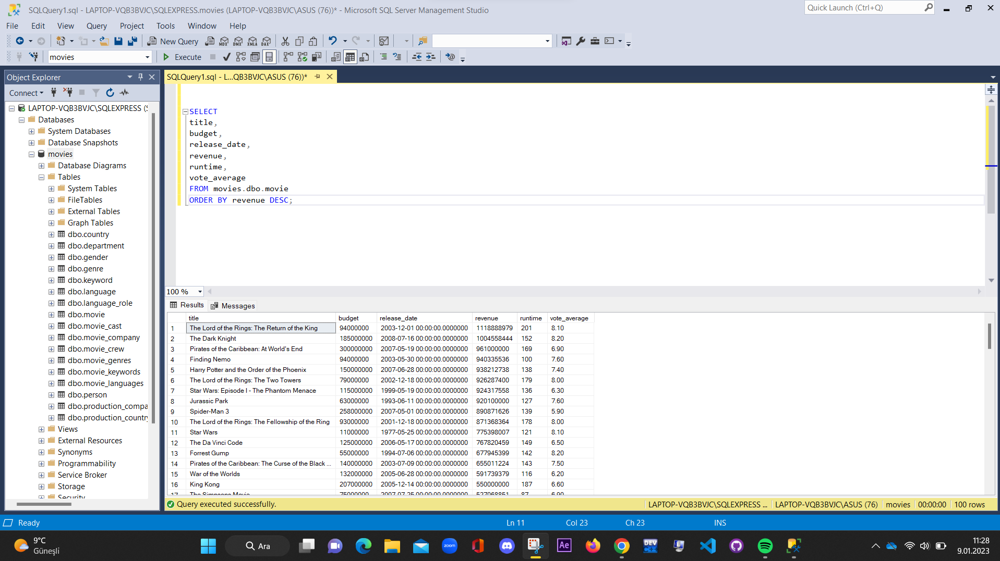 SQLQuery1.sql - LAPTOP-VQB3BVJC\SQLEXPRESS.movies (LAPTOP-VQB3BVJC\ASUS (76))* - Microsoft SQL Server Management Studio
Quick Launch (Ctrl+Q)
File Edit View Query Project Tools Window Help
New Query MDX DMX XMLA DAX
movies Execute
Object Explorer
SQLQuery1.sql - L...QB3BVJC\ASUS (76))*
Connect
LAPTOP-VQB3BVJC\SQLEXPRESS
Databases
System Databases
Database Snapshots
movies
Database Diagrams
Tables
System Tables
FileTables
External Tables
Graph Tables
dbo.country
dbo.department
dbo.gender
dbo.genre
dbo.keyword
dbo.language
dbo.language_role
dbo.movie
dbo.movie_cast
dbo.movie_company
dbo.movie_crew
dbo.movie_genres
dbo.movie_keywords
dbo.movie_languages
dbo.person
dbo.production_compa
dbo.production_country
Views
External Resources
Synonyms
Programmability
Service Broker
Storage
Security
SELECT
title,
budget,
release_date,
revenue,
runtime,
vote_average
FROM movies.dbo.movie
ORDER BY revenue DESC;
100 %
Results Messages
title budget release_date revenue runtime vote_average
1 The Lord of the Rings: The Return of the King 94000000 2003-12-01 00:00:00.0000000 1118888979 201 8.10
2 The Dark Knight 185000000 2008-07-16 00:00:00.0000000 1004558444 152 8.20
3 Pirates of the Caribbean: At World's End 300000000 2007-05-19 00:00:00.0000000 961000000 169 6.90
4 Finding Nemo 94000000 2003-05-30 00:00:00.0000000 940335536 100 7.60
5 Harry Potter and the Order of the Phoenix 150000000 2007-06-28 00:00:00.0000000 938212738 138 7.40
6 The Lord of the Rings: The Two Towers 79000000 2002-12-18 00:00:00.0000000 926287400 179 8.00
7 Star Wars: Episode I - The Phantom Menace 115000000 1999-05-19 00:00:00.0000000 924317558 136 6.30
8 Jurassic Park 63000000 1993-06-11 00:00:00.0000000 920100000 127 7.60
9 Spider-Man 3 258000000 2007-05-01 00:00:00.0000000 890871626 139 5.90
10 The Lord of the Rings: The Fellowship of the Ring 93000000 2001-12-18 00:00:00.0000000 871368364 178 8.00
11 Star Wars 11000000 1977-05-25 00:00:00.0000000 775398007 121 8.10
12 The Da Vinci Code 125000000 2006-05-17 00:00:00.0000000 767820459 149 6.50
13 Forrest Gump 55000000 1994-07-06 00:00:00.0000000 677945399 142 8.20
14 Pirates of the Caribbean: The Curse of the Black ... 140000000 2003-07-09 00:00:00.0000000 655011224 143 7.50
15 War of the Worlds 132000000 2005-06-28 00:00:00.0000000 591739379 116 6.20
16 King Kong 207000000 2005-12-14 00:00:00.0000000 550000000 187 6.60
17 The Simpsons Movie 75000000 2007-07-25 00:00:00.0000000 527068851 87 6.90
Query executed successfully. LAPTOP-VQB3BVJC\SQLEXPRESS ... LAPTOP-VQB3BVJC\ASUS (76) movies 00:00:00 100 rows
Ready Ln 11 Col 23 Ch 23 INS
9°C
Güneşli
Ara
zoom
Ae
DEV
11:28
9.01.2023